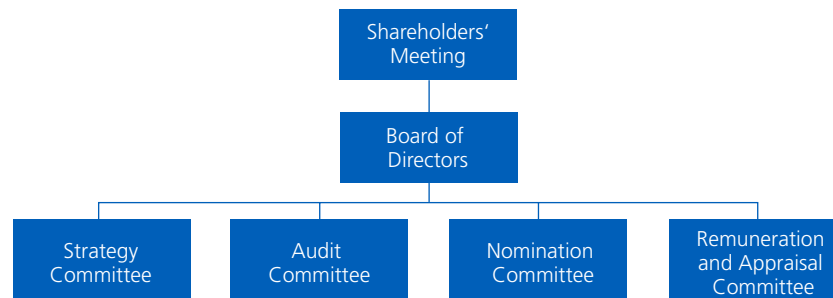 Shareholders‘
Meeting
Board of
Directors
Strategy
Committee
Audit
Committee
Nomination
Committee
Remuneration
and Appraisal
Committee